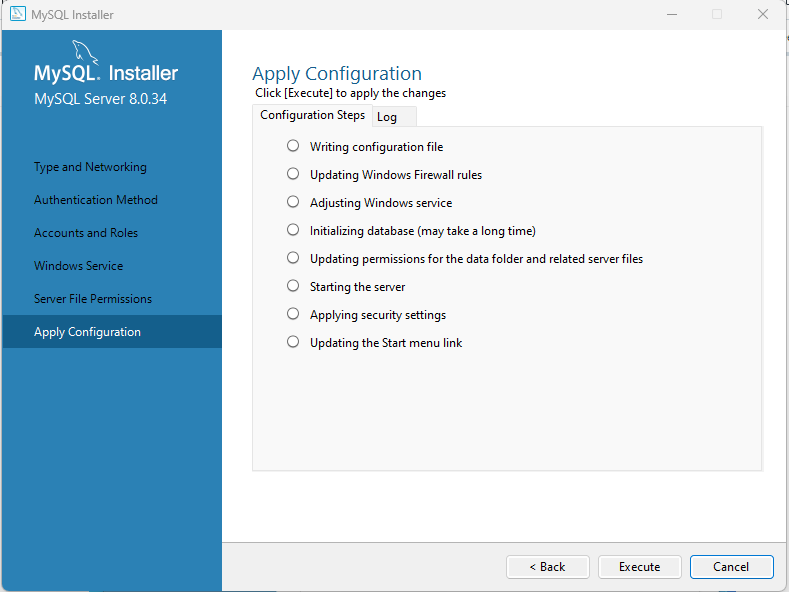 MySQL Installer
MySQL. Installer
MySQL Server 8.0.34
Type and Networking
Authentication Method
Accounts and Roles
Windows Service
Server File Permissions
Apply Configuration
Apply Configuration
Click [Execute] to apply the changes
Configuration Steps Log
Writing configuration file
Updating Windows Firewall rules
Adjusting Windows service
Initializing database (may take a long time)
Updating permissions for the data folder and related server files
Starting the server
Applying security settings
Updating the Start menu link
< Back Execute Cancel